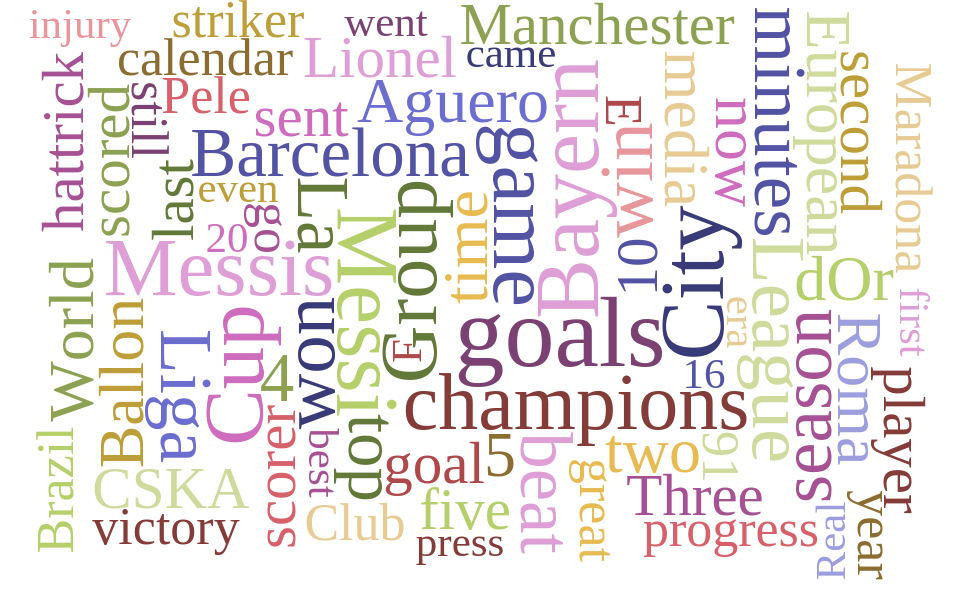 injury
striker
went
Manchester
minutes
European
calendar
Lionel
came
second
hattrick
scored
still
Pele
sent
Aguero
media
E
Maradona
Barcelona
game
Bayern
win
now
last
even
La
Messi
Group
time
20
go
10
City
Messis
League
dOr
World
Ballon
Liga
Cup
now
goals
era
first
4
F
16
season
Roma
player
champions
Brazil
CSKA
scorer
best
top
goal
5
beat
two
91
great
Three
victory
Club
five
press
progress
Real
year